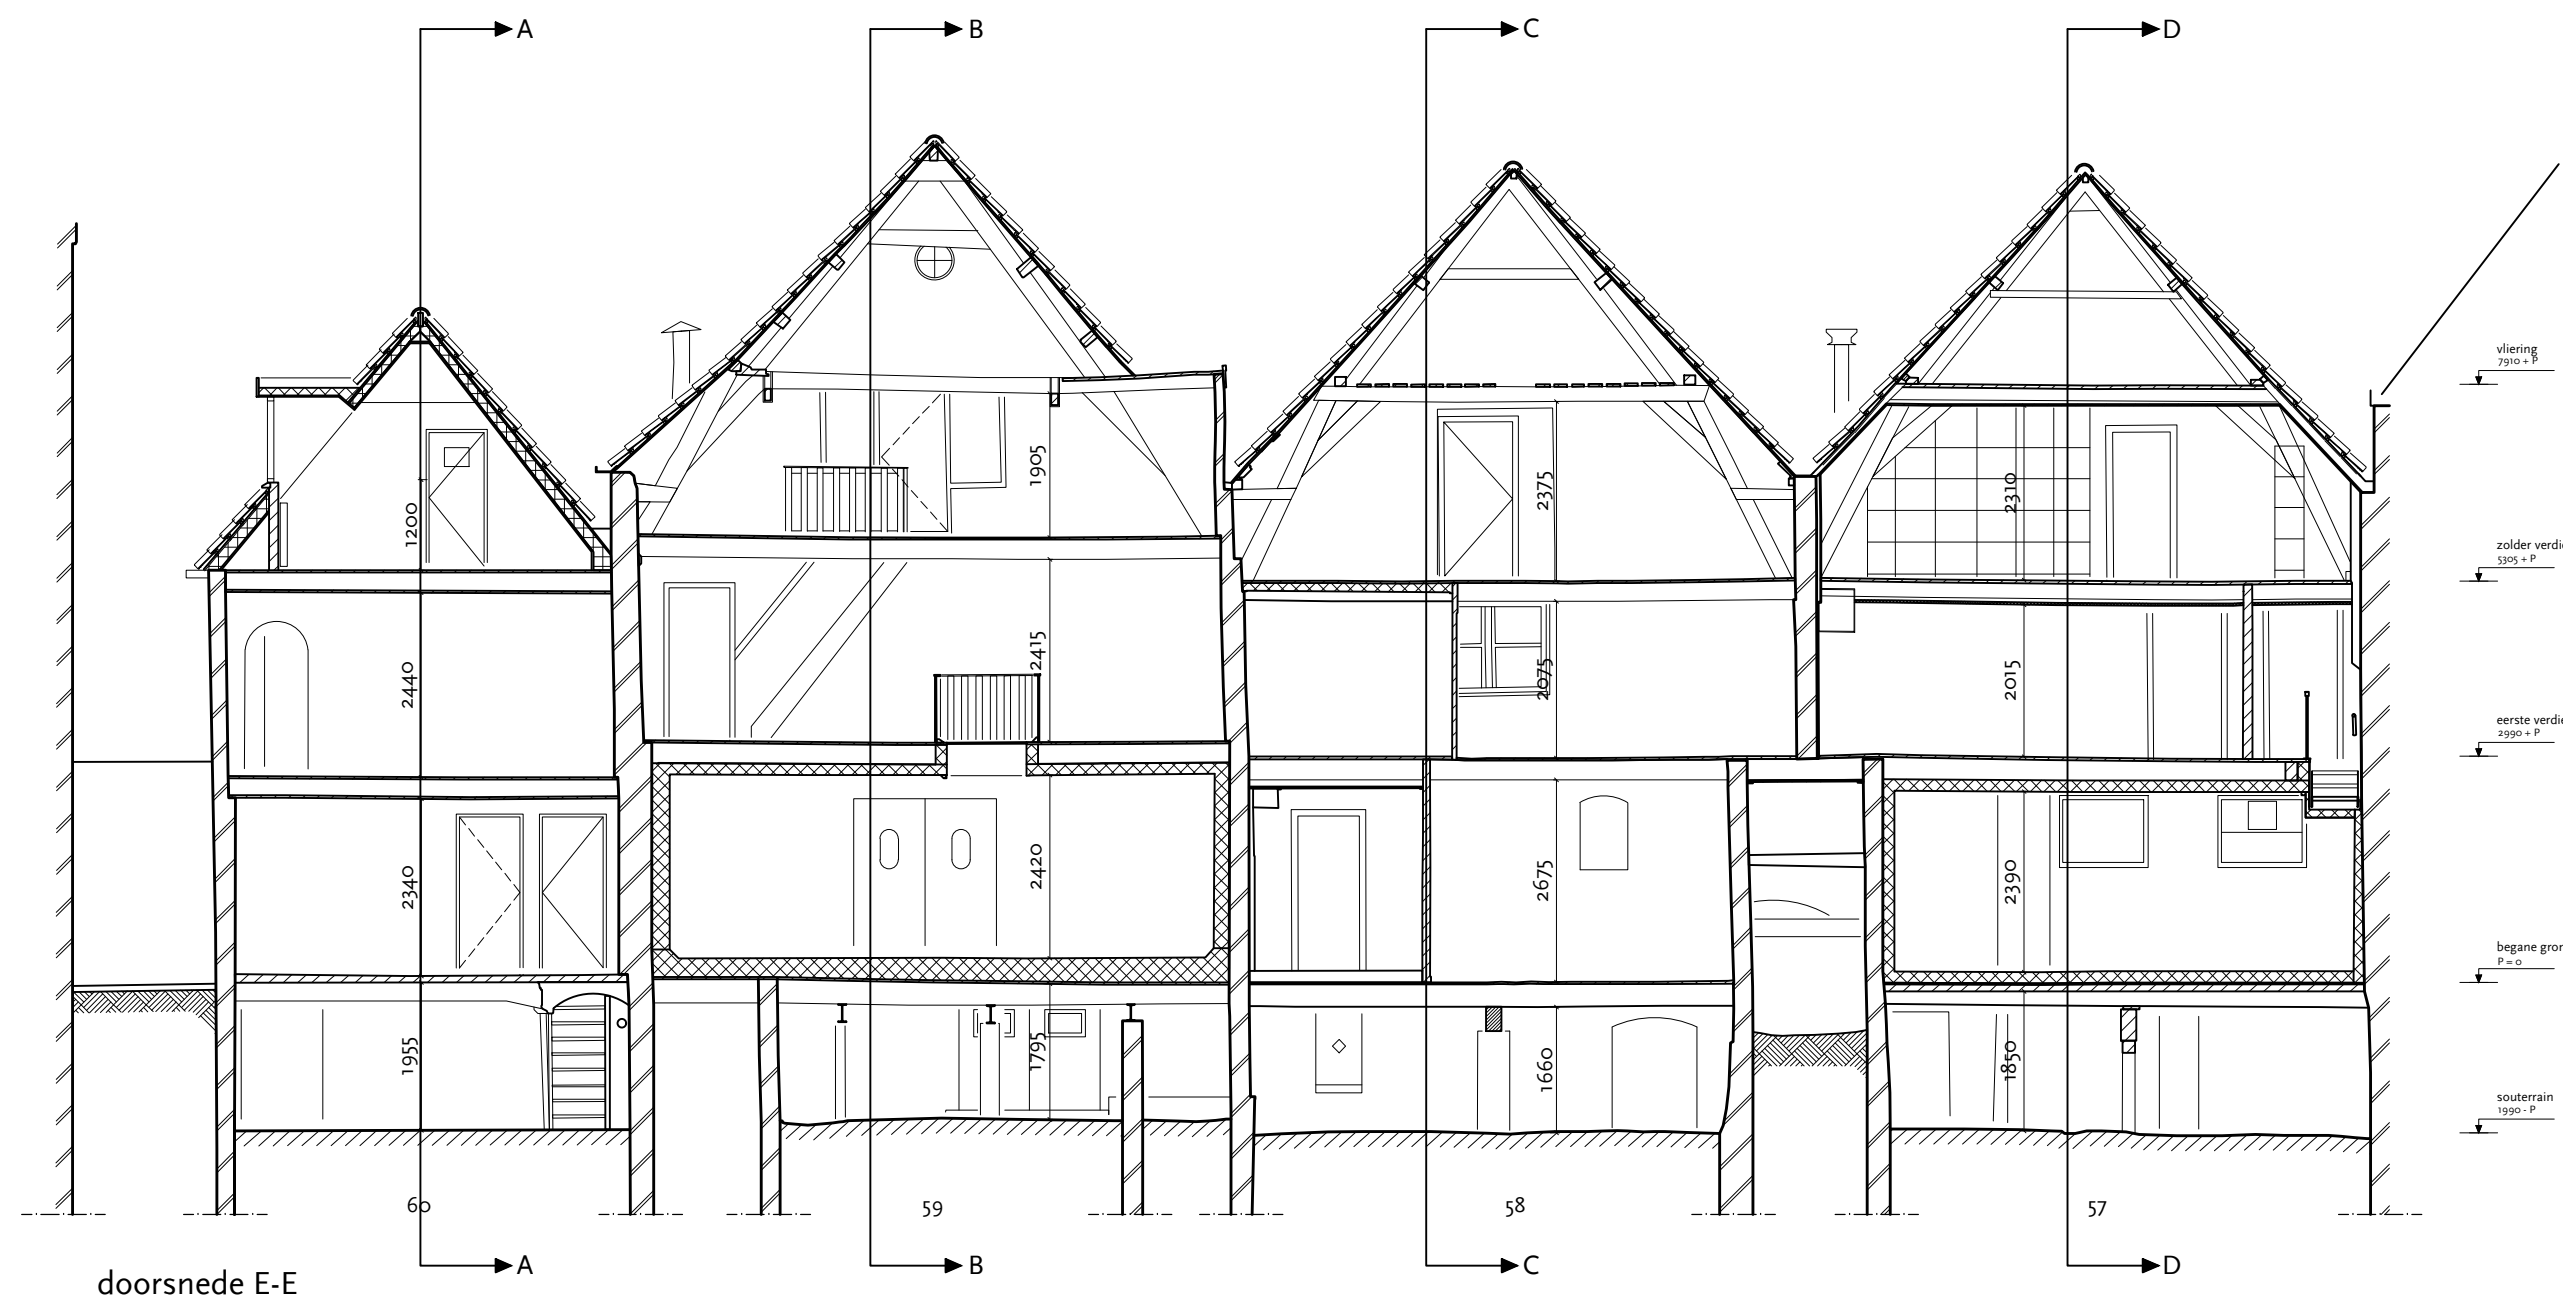 A
B
C
D
vliering
7910 + P
1905
2375
2310
1200
zolder verdi
5305 + P
2440
2415
2075
2015
eerste verdi
2990 + P
2340
2420
2675
2390
begane gro
P = 0
1955
1795
1660
1850
souterrain
1990 - P
60
59
58
57
A
B
C
D
doorsnede E-E